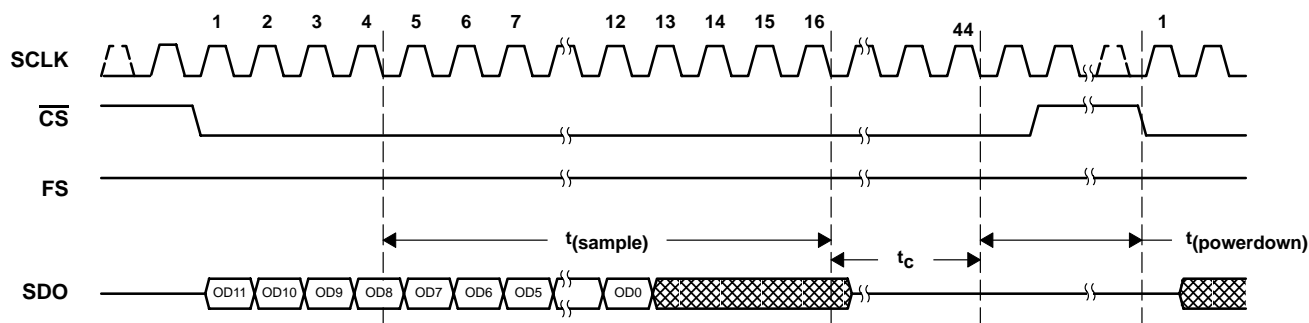 1 2 3 4 5 6 7 12 13 14 15 16 44 1
SCLK
CS
FS
t(sample) t(powerdown)
tc
SDO OD11 OD10 OD9 OD8 OD7 OD6 OD5 OD0